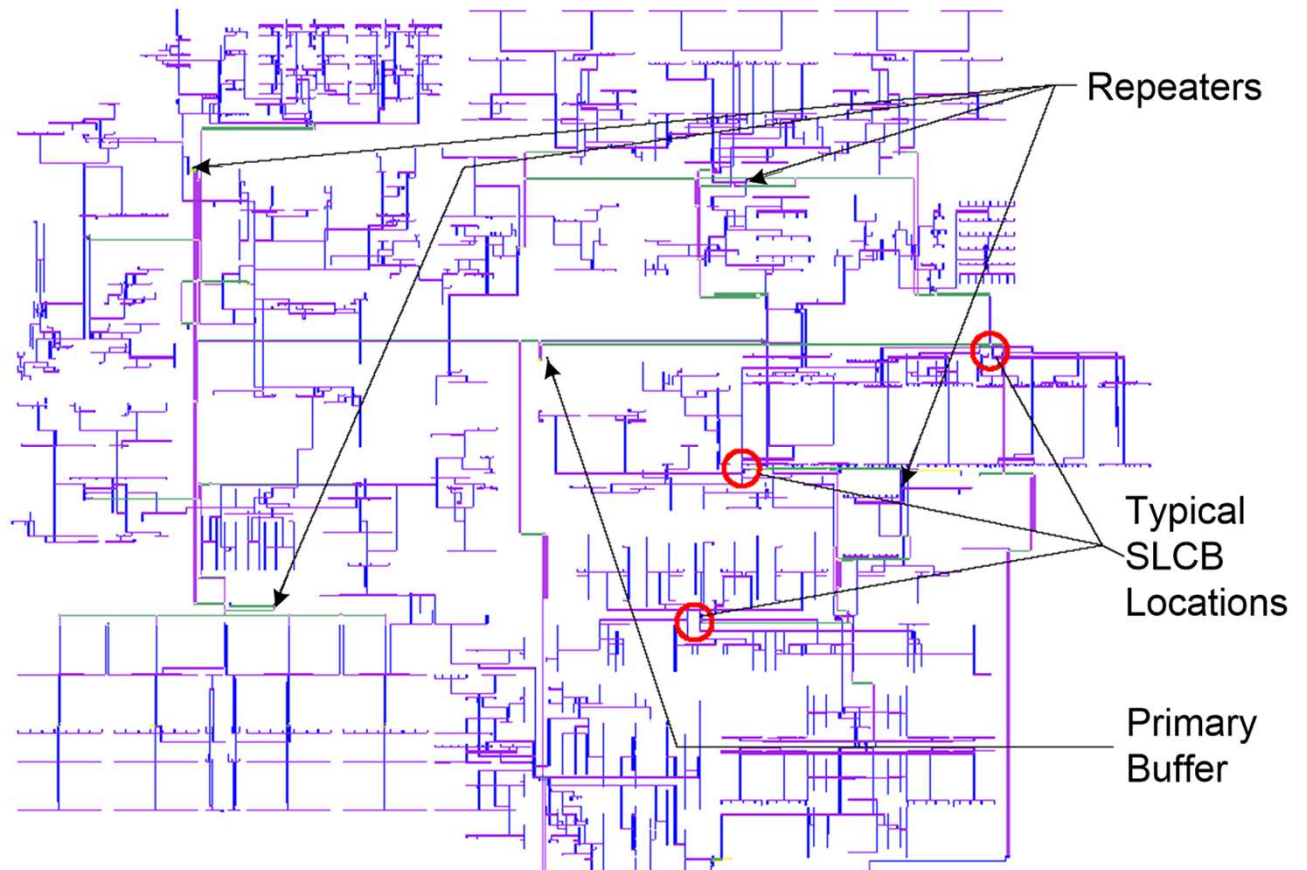 Repeaters
Typical
SLCB
Locations
Primary
Buffer